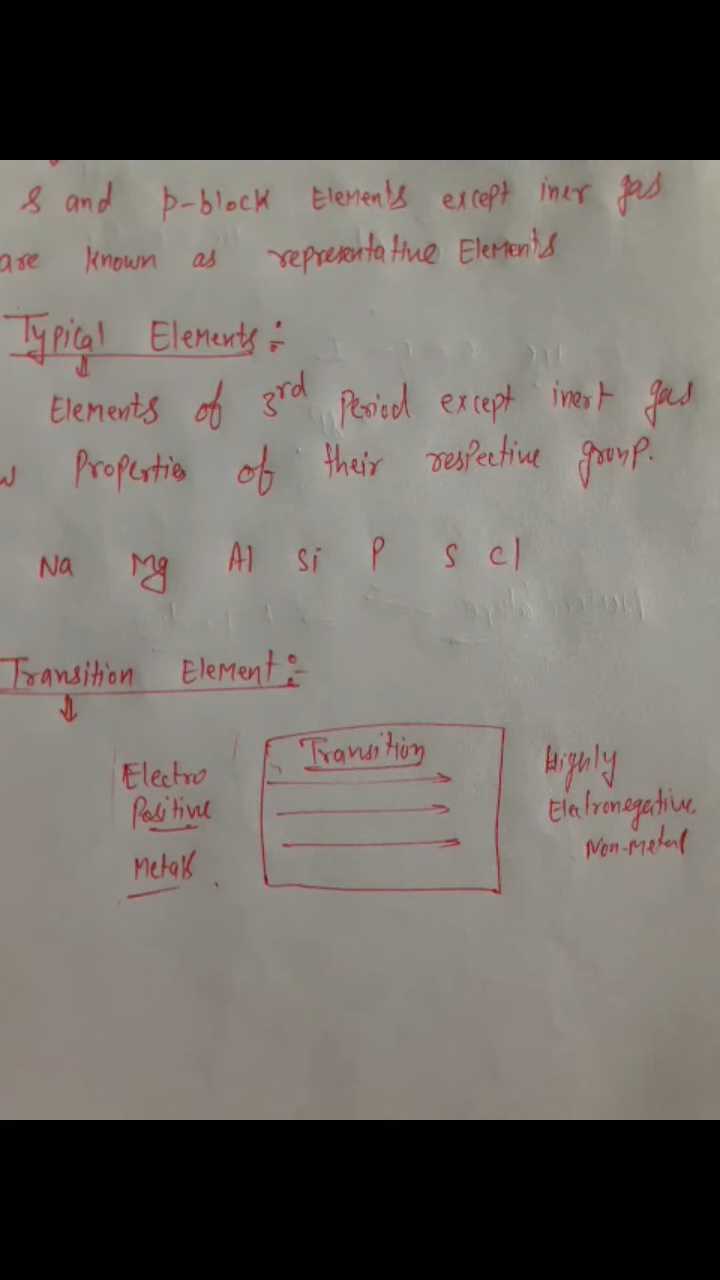 S and p-block Elements except iner gas
are known as representative Elements
Typical Elements :-
Elements of 3rd Period except inert gas
w Properties of their respective group.
Na Mg Al Si P S Cl
Transition Element :-
Electro
Positive
Metals
Transition
Highly
Elatronegative
Non-metal